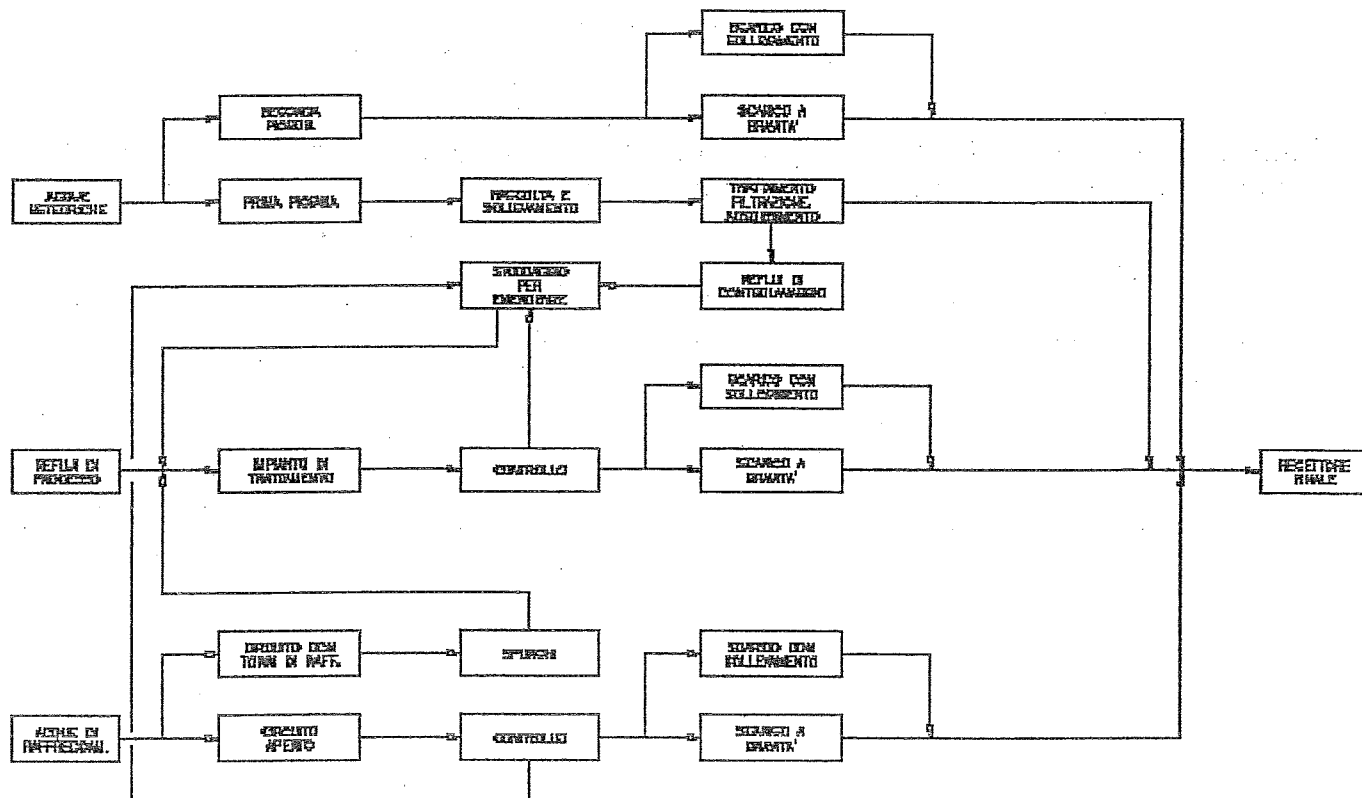 SCARICO CON
SOLLEVAMENTO
SECONDA
PIOGGIA
SCARICO A
GRAVITA'
ACQUE
METEORICHE
PRIMA PIOGGIA
RACCOLTA E
SOLLEVAMENTO
TRATTAMENTO
FILTRAZIONE,
STOCCAGGIO
PER
EMERGENZE
REFLUI DI
CONTROLAVAGGIO
SCARICO CON
SOLLEVAMENTO
REFLUI DI
PROCESSO
IMPIANTO DI
TRATTAMENTO
CONTROLLO
SCARICO A
GRAVITA'
RECETTORE
FINALE
CIRCUITO CON
TORRI DI RAFF.
SPURGHI
SCARICO CON
SOLLEVAMENTO
ACQUE DI
RAFFREDDAM.
CIRCUITO
APERTO
CONTROLLO
SCARICO A
GRAVITA'